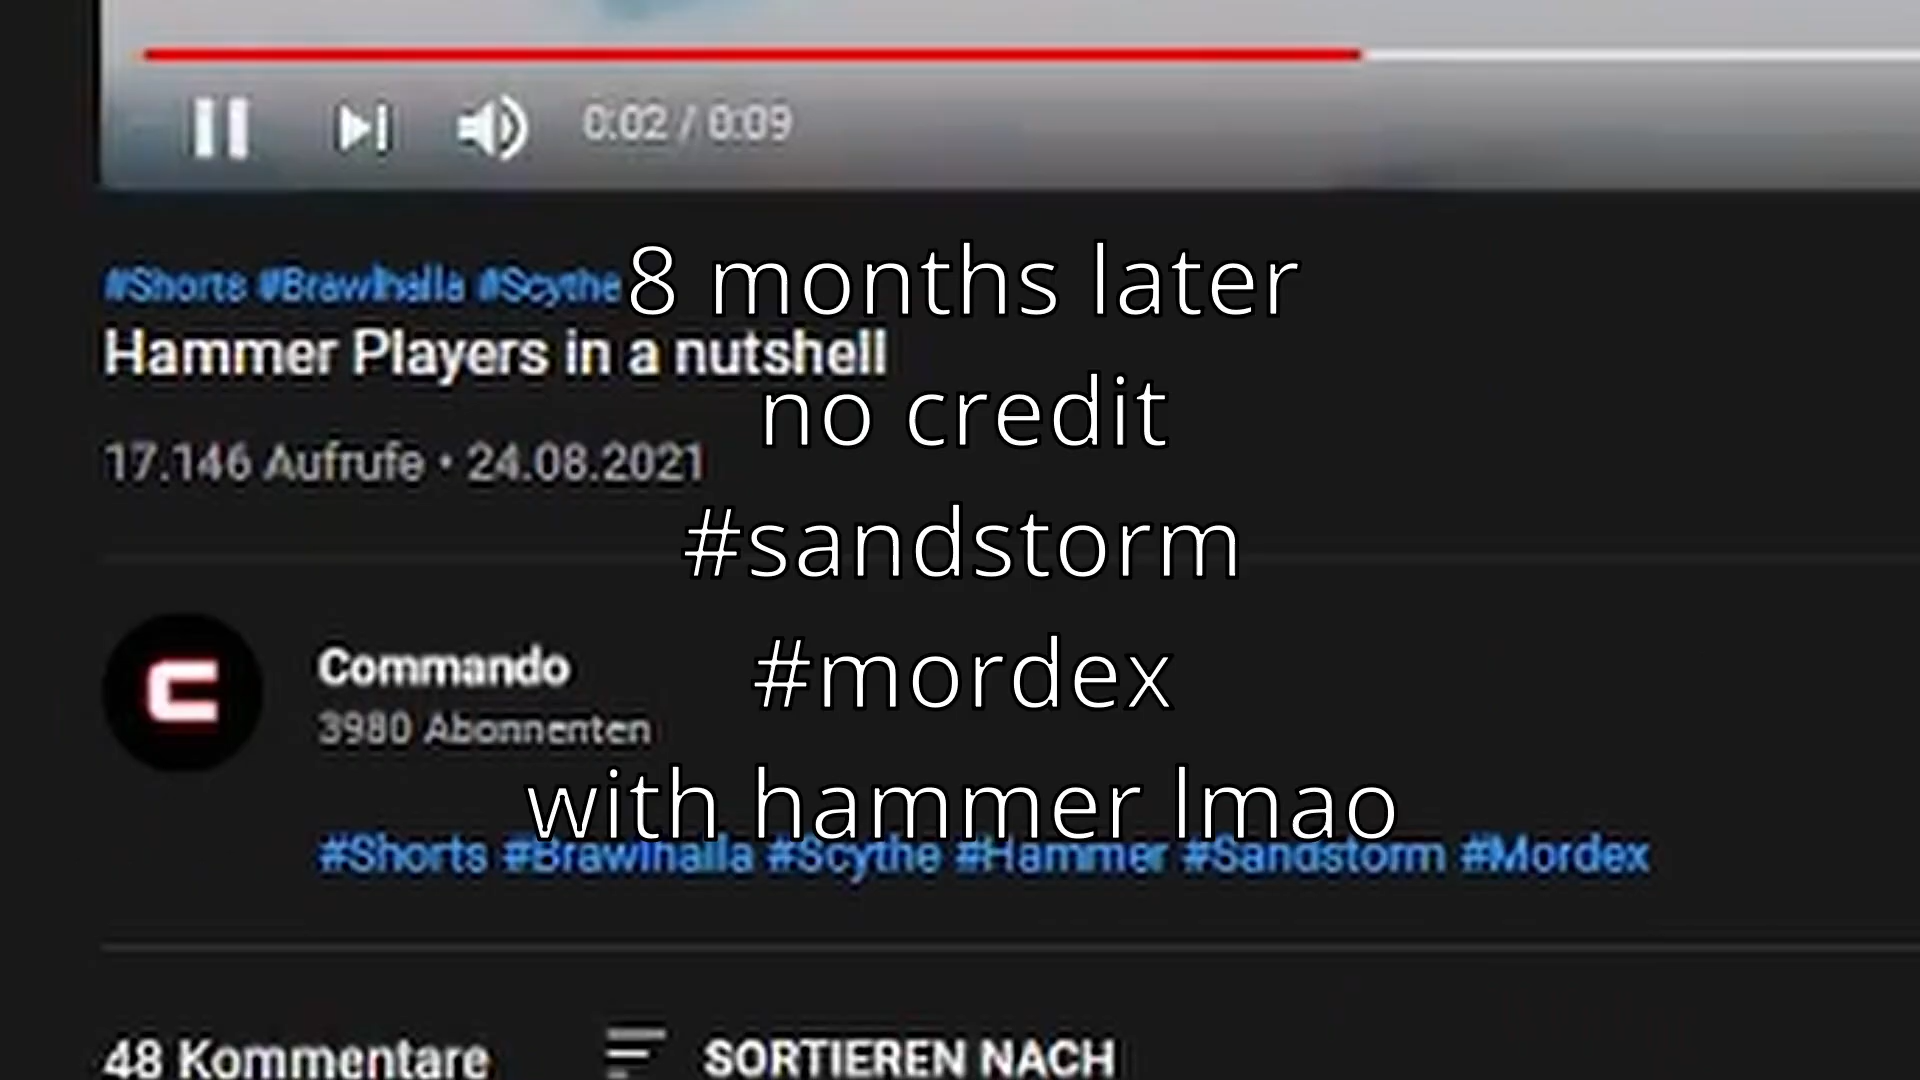 0:02 / 0:09
#Shorts #Brawlhalla #Scythe
8 months later
Hammer Players in a nutshell
no credit
17.146 Aufrufe • 24.08.2021
#sandstorm
Commando
#mordex
3980 Abonnenten
with hammer lmao
#Shorts #Brawlhalla #Scythe #Hammer #Sandstorm #Mordex
48 Kommentare
SORTIEREN NACH